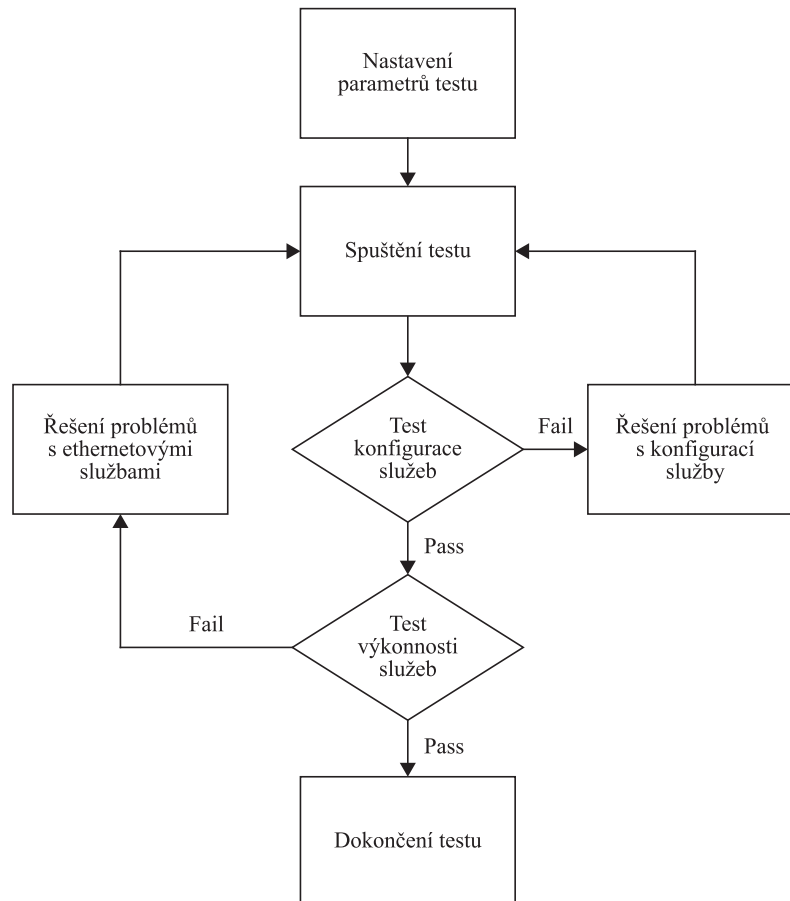 Nastavení
parametrů testu
Spuštění testu
Řešení problémů
s ethernetovými
službami
Test
konfigurace
služeb
Fail
Řešení problémů
s konfigurací
služby
Pass
Fail
Test
výkonnosti
služeb
Pass
Dokončení testu